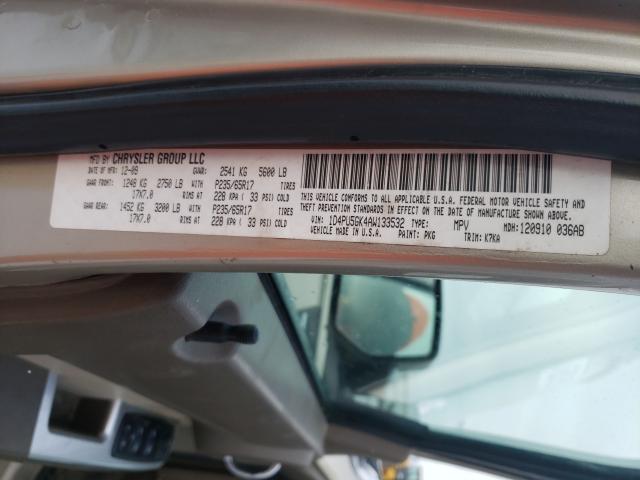 MFD BY CHRYSLER GROUP LLC
DATE OF MFR: 12-09 GVWR: 2541 KG 5600 LB
GAWR FRONT: 1248 KG 2750 LB P235/65R17 TIRES
17X7.0 RIMS AT 228 KPA ( 33 PSI) COLD
GAWR REAR: 1452 KG 3200 LB P235/65R17 TIRES
17X7.0 RIMS AT 228 KPA ( 33 PSI) COLD
THIS VEHICLE CONFORMS TO ALL APPLICABLE U.S.A. FEDERAL MOTOR VEHICLE SAFETY AND
THEFT PREVENTION STANDARDS IN EFFECT ON THE DATE OF MANUFACTURE SHOWN ABOVE.
VIN: 1D4PU5GK4AW133532 TYPE: MPV MDH: 120910 036AB
VEHICLE MADE IN U.S.A. PAINT: PKG TRIM: K7KA